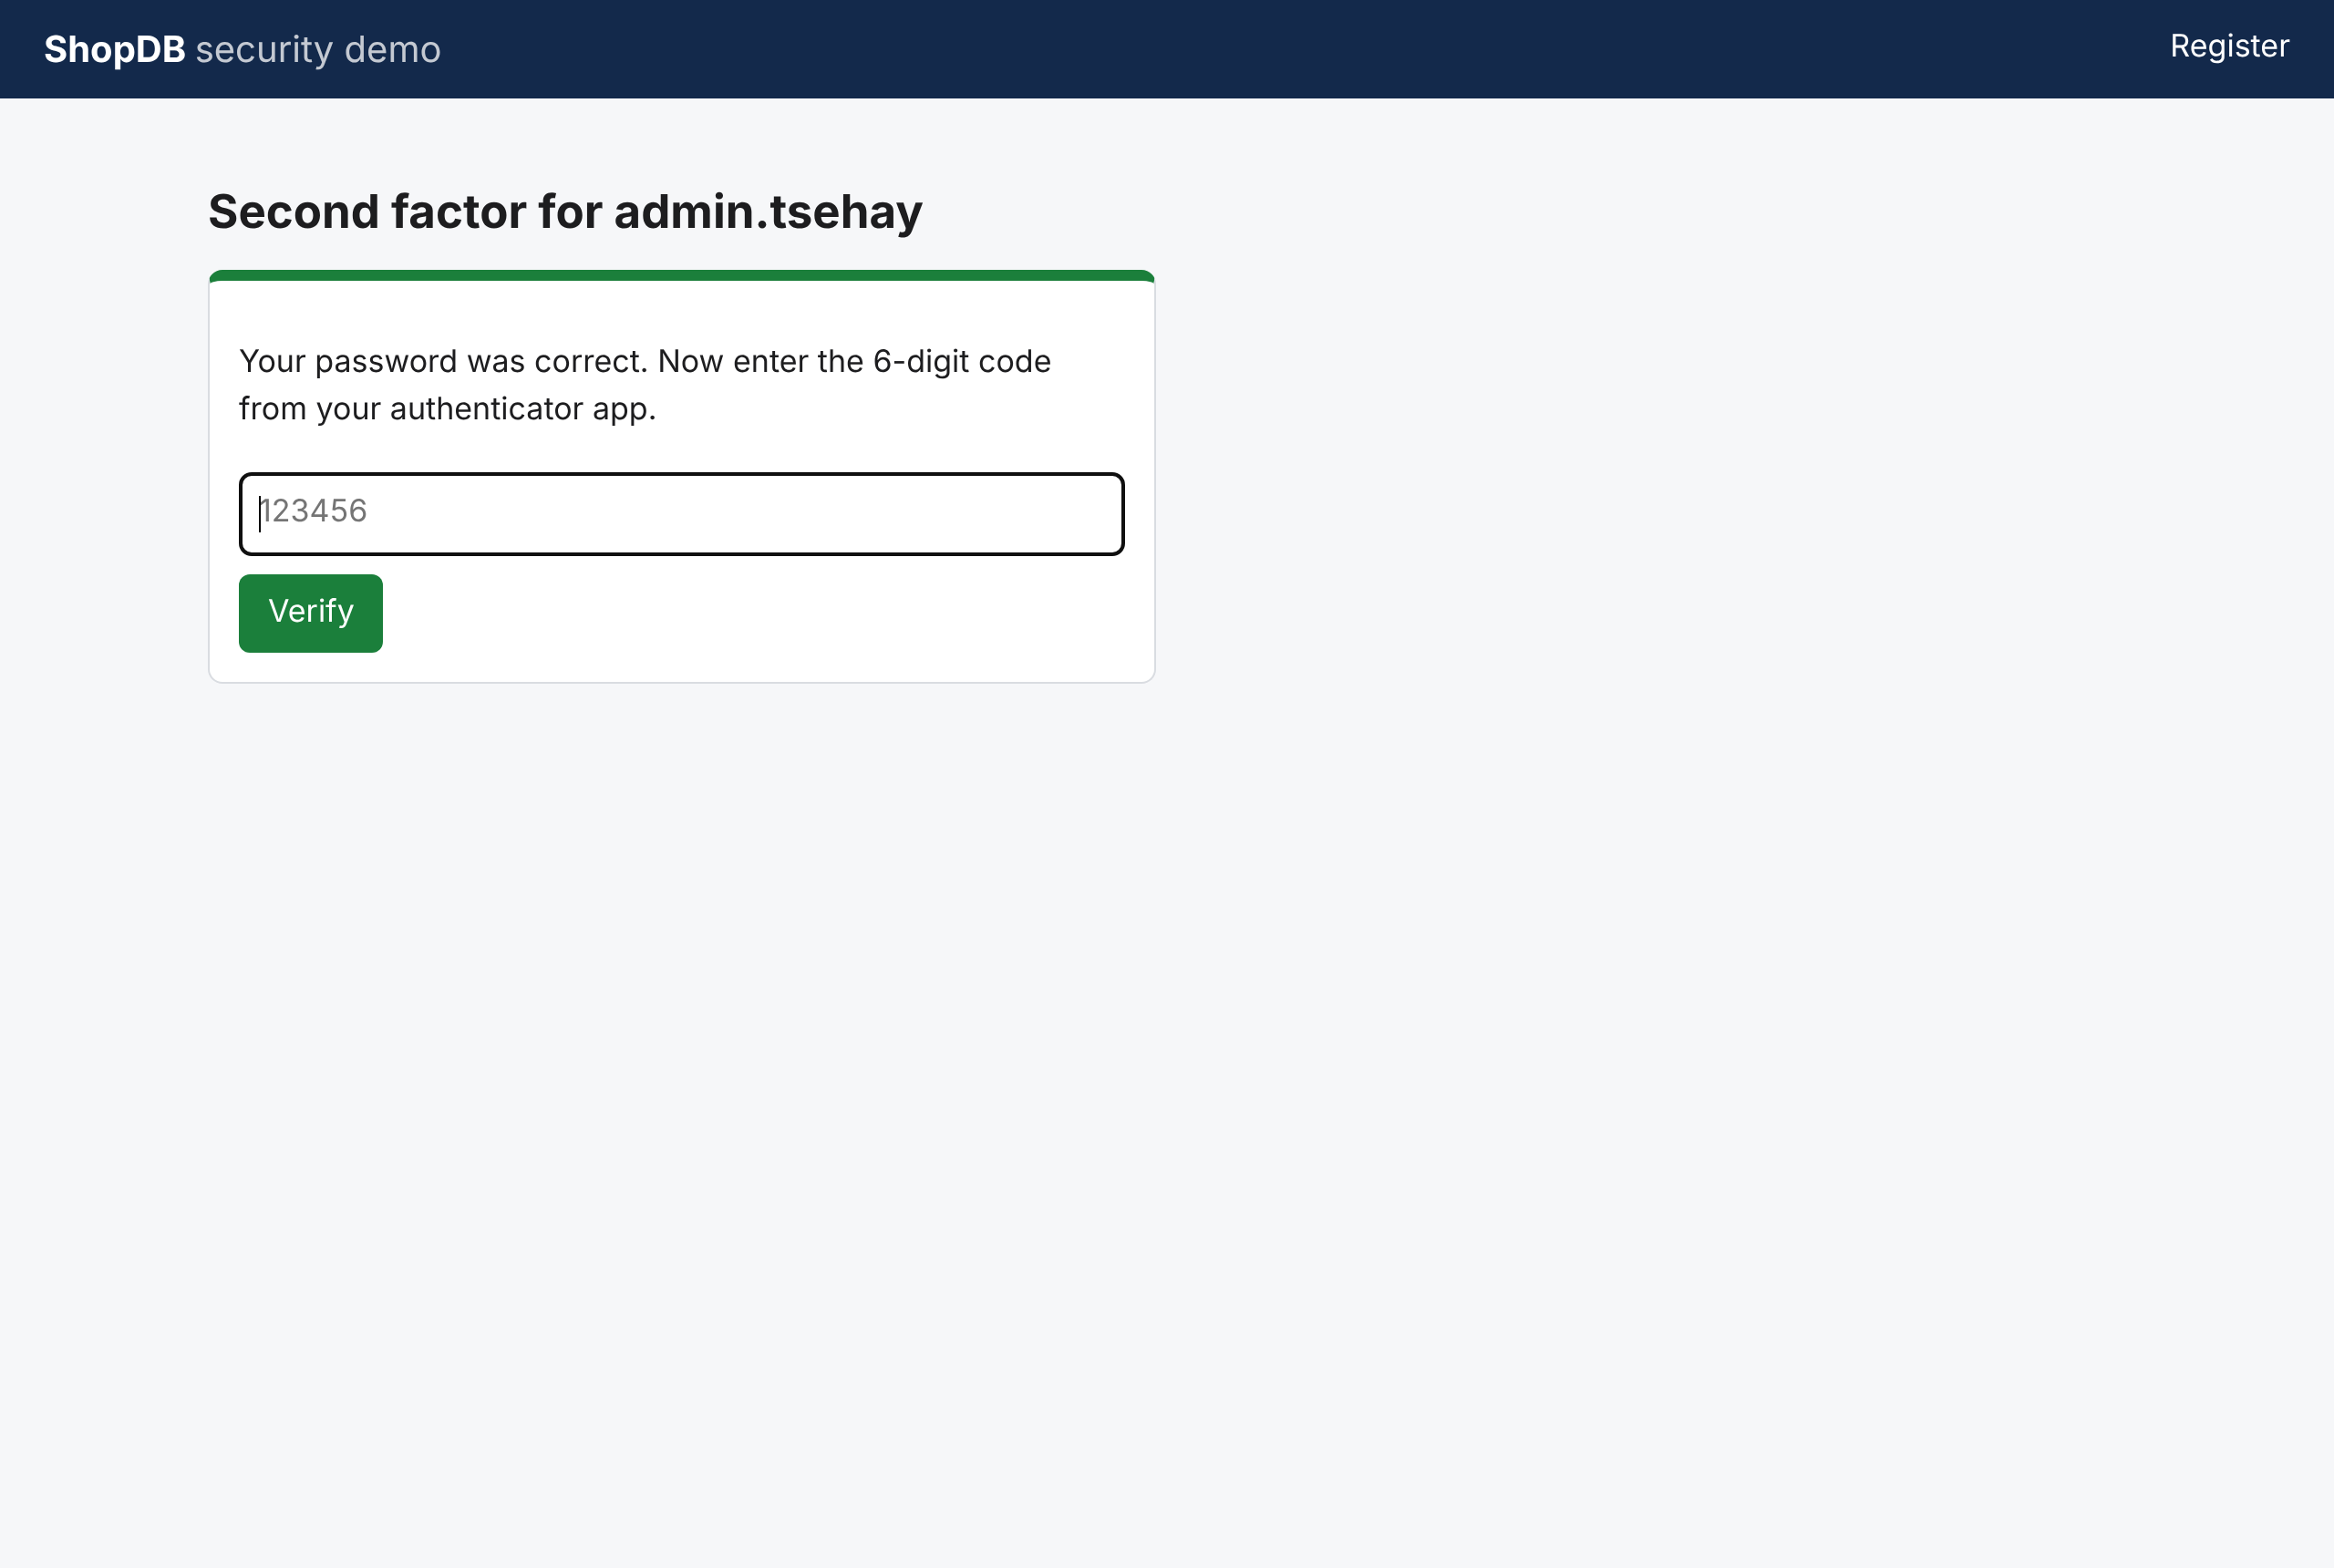 ShopDB security demo
Register
Second factor for admin.tsehay
Your password was correct. Now enter the 6-digit code
from your authenticator app.
123456
Verify